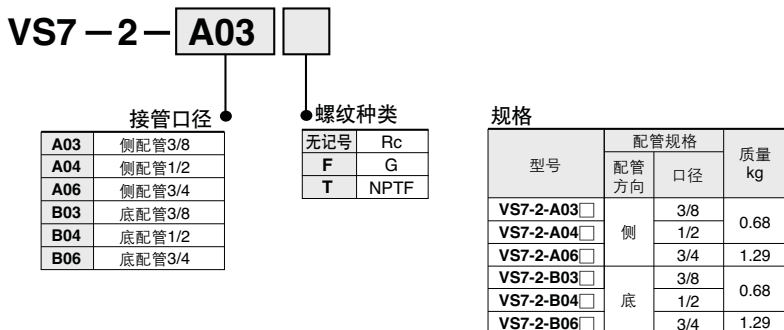 VS7－2－ A03 □
接管口径
A03 侧配管3/8
A04 侧配管1/2
A06 侧配管3/4
B03 底配管3/8
B04 底配管1/2
B06 底配管3/4
螺纹种类
无记号 Rc
F G
T NPTF
规格
型号 配管规格 质量 kg
配管方向 口径
VS7-2-A03□ 侧 3/8 0.68
VS7-2-A04□ 1/2
VS7-2-A06□ 3/4 1.29
VS7-2-B03□ 底 3/8 0.68
VS7-2-B04□ 1/2
VS7-2-B06□ 3/4 1.29